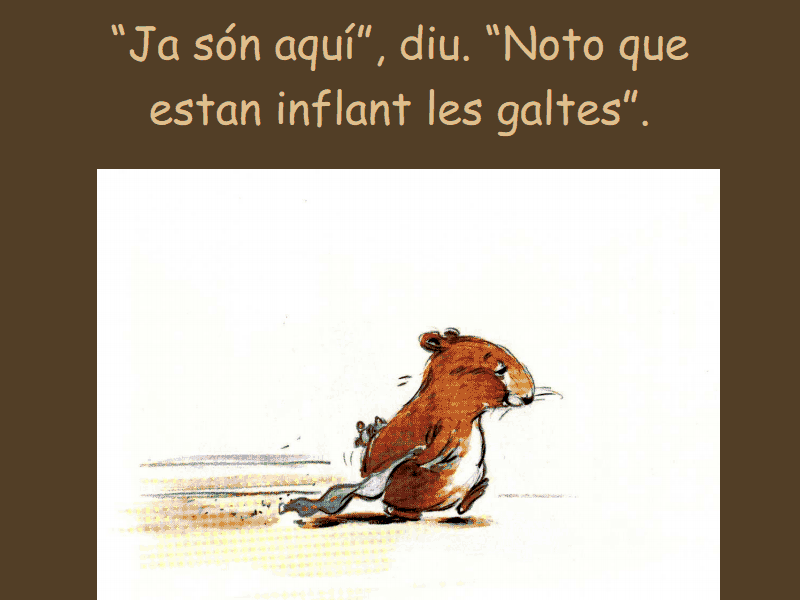 “Ja són aquí”, diu. “Noto que
estan inflant les galtes”.